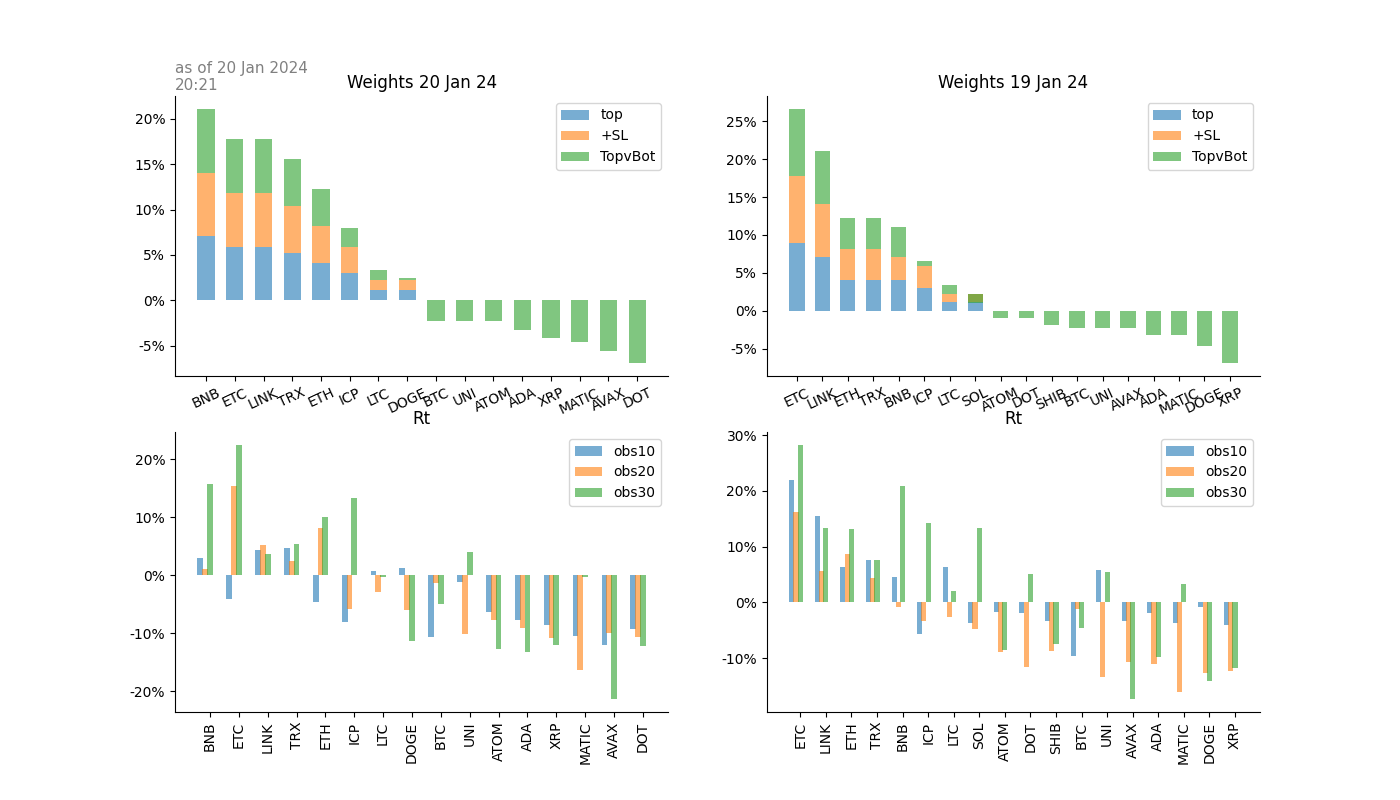 as of 20 Jan 2024
20:21
Weights 20 Jan 24
20%
15%
10%
5%
0%
-5%
top
+SL
TopvBot
BNB ETC LINK TRX ETH ICP LTC DOGE BTC UNI ATOM ADA XRP MATIC AVAX DOT
Weights 19 Jan 24
25%
20%
15%
10%
5%
0%
-5%
top
+SL
TopvBot
ETC LINK ETH TRX BNB ICP LTC SOL ATOM DOT SHIB BTC UNI AVAX ADA MATIC DOGE XRP
Rt
20%
10%
0%
-10%
-20%
obs10
obs20
obs30
BNB ETC LINK TRX ETH ICP LTC DOGE BTC UNI ATOM ADA XRP MATIC AVAX DOT
Rt
30%
20%
10%
0%
-10%
obs10
obs20
obs30
ETC LINK ETH TRX BNB ICP LTC SOL ATOM DOT SHIB BTC UNI AVAX ADA MATIC DOGE XRP